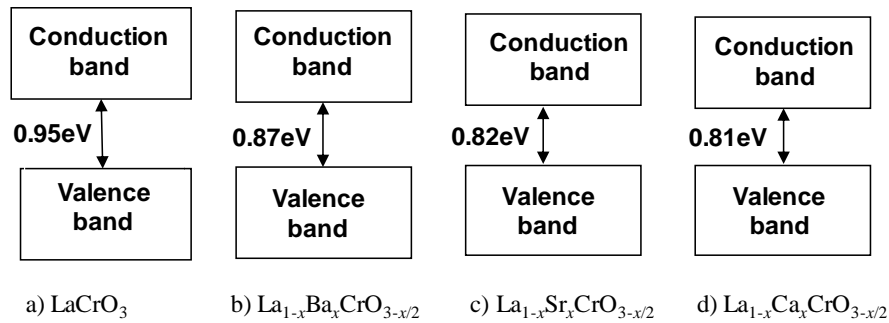 Conduction band
0.95eV
Valence band
a) LaCrO₃
Conduction band
0.87eV
Valence band
b) La₁₋ₓBaₓCrO₃₋ₓ/₂
Conduction band
0.82eV
Valence band
c) La₁₋ₓSrₓCrO₃₋ₓ/₂
Conduction band
0.81eV
Valence band
d) La₁₋ₓCaₓCrO₃₋ₓ/₂